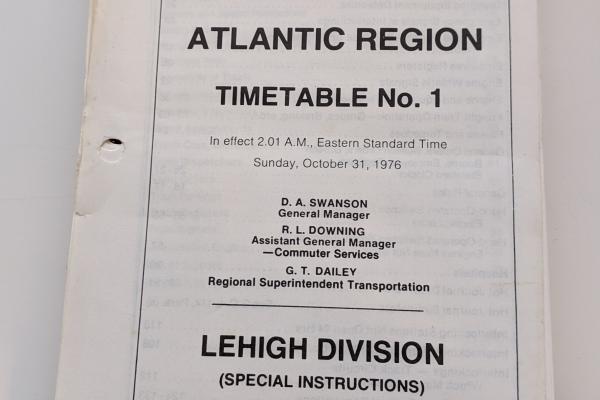 ATLANTIC REGION
TIMETABLE No. 1
In effect 2.01 A.M., Eastern Standard Time
Sunday, October 31, 1976
D. A. SWANSON
General Manager
R. L. DOWNING
Assistant General Manager
—Commuter Services
G. T. DAILEY
Regional Superintendent Transportation
LEHIGH DIVISION
(SPECIAL INSTRUCTIONS)